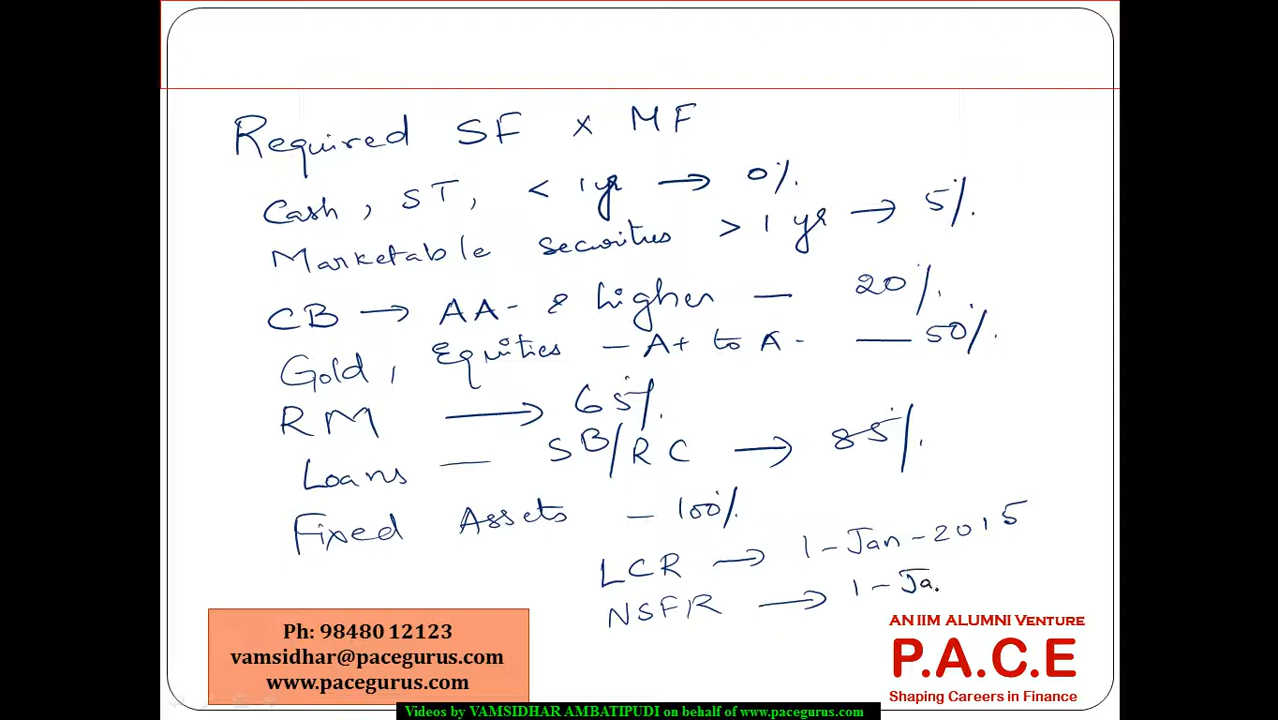 Required SF x MF
Cash, ST, < 1 yr → 0%.
Marketable Securities > 1 yr → 5%.
CB → AA- & higher — 20%.
Gold, Equities — A+ to A- — 50%.
RM → 65%.
Loans — SB/RC → 85%.
Fixed Assets — 100%.
LCR → 1-Jan-2015
NSFR → 1-Ja.
Ph: 98480 12123
vamsidhar@pacegurus.com
www.pacegurus.com
AN IIM ALUMNI VENTURE
P.A.C.E
Shaping Careers in Finance
Videos by VAMSIDHAR AMBATIPUDI on behalf of www.pacegurus.com